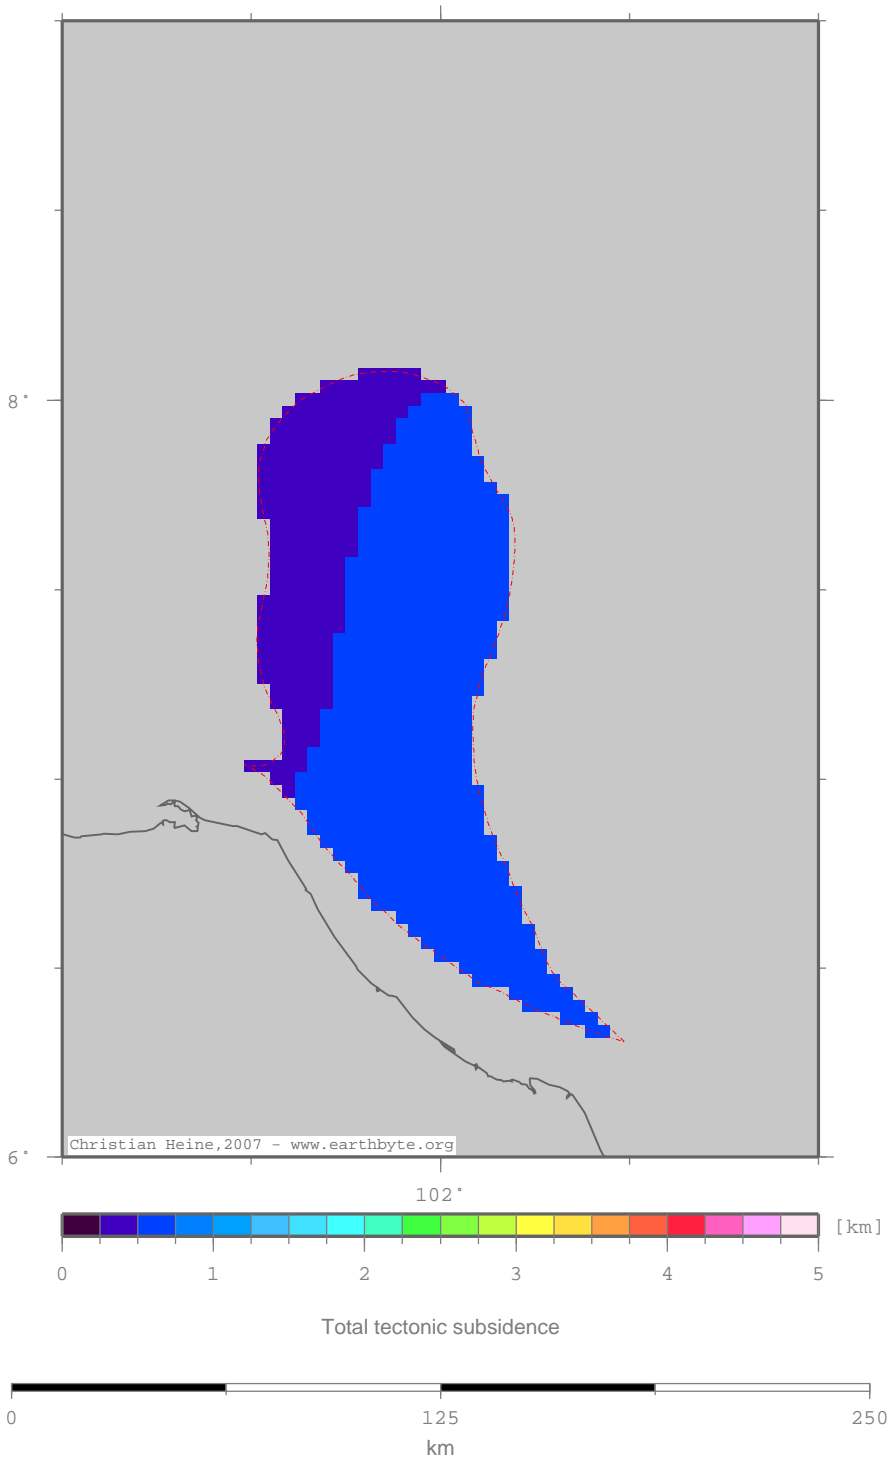 8°
6°
Christian Heine,2007 - www.earthbyte.org
102°
[km]
0 1 2 3 4 5
Total tectonic subsidence
0 125 250
km